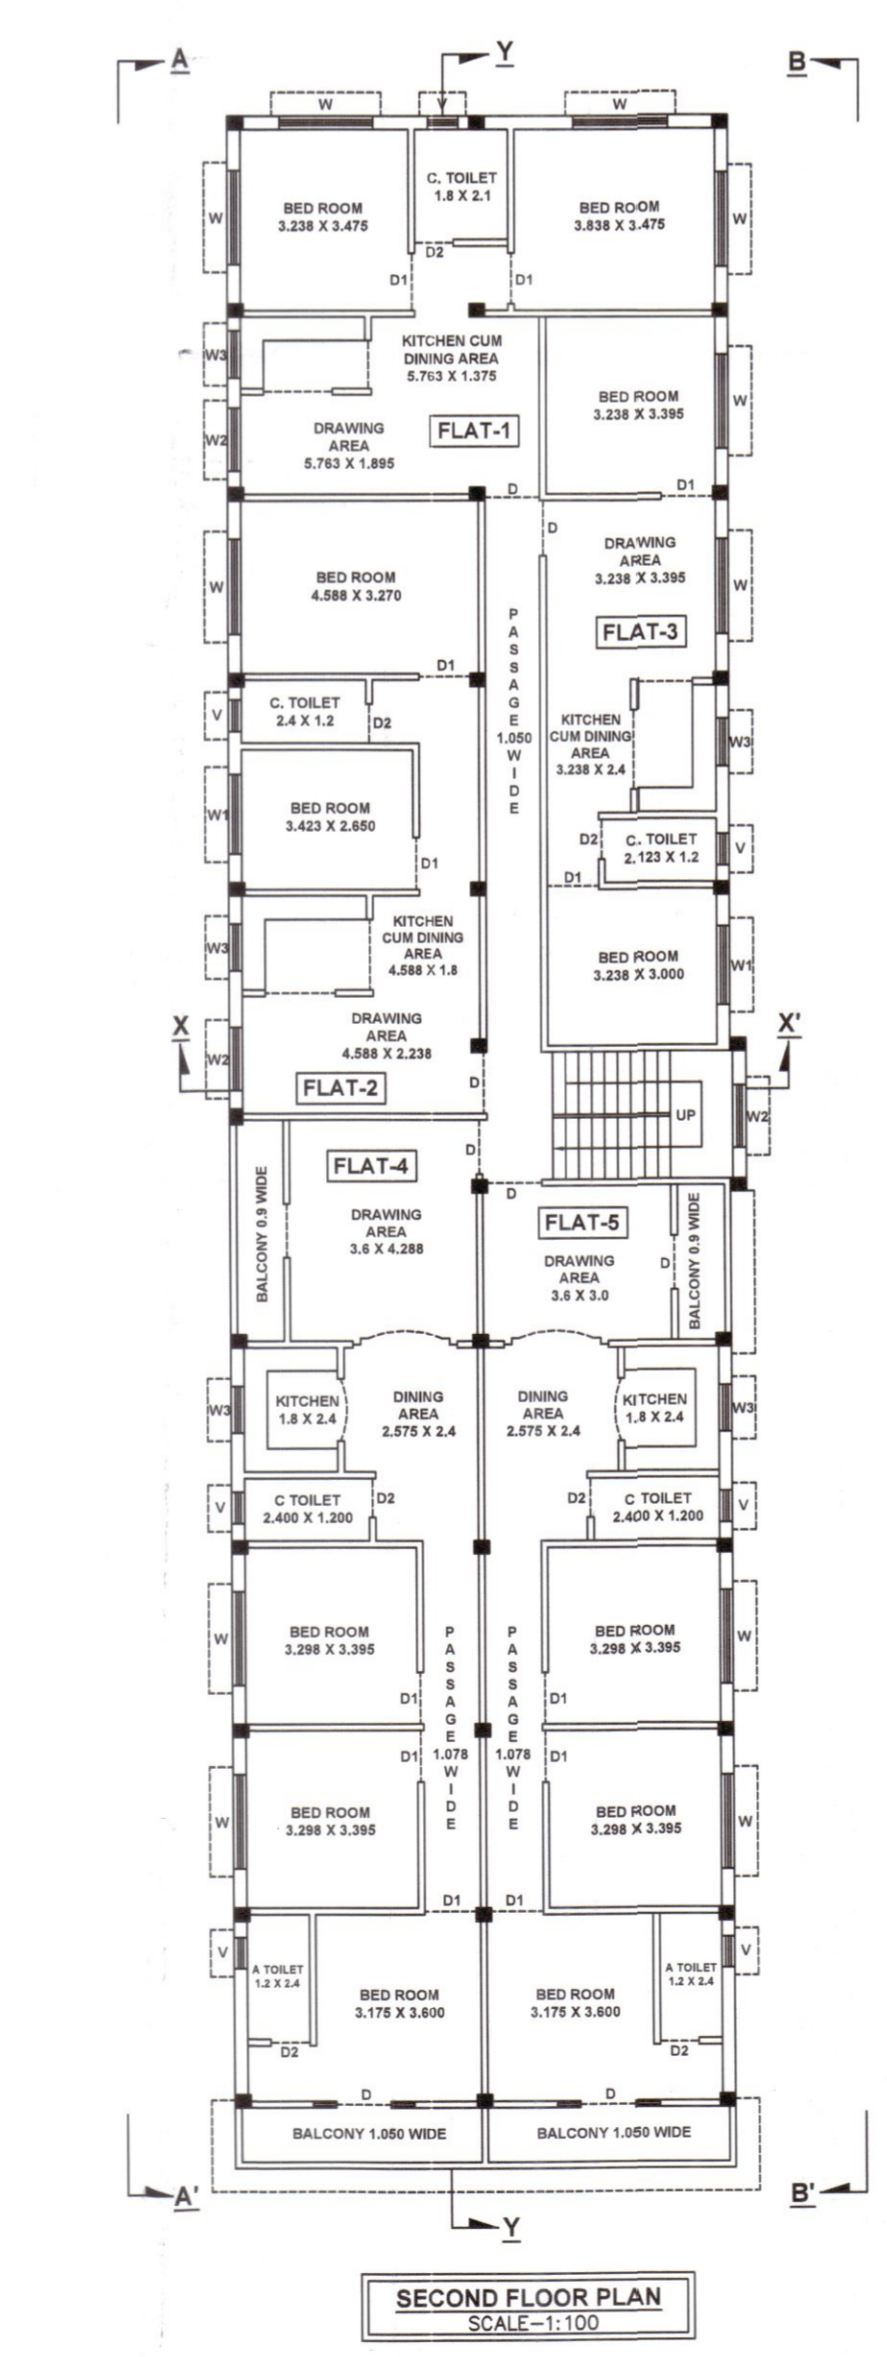 A
Y
B
W
V
W
C. TOILET
1.8 X 2.1
BED ROOM
3.238 X 3.475
BED ROOM
3.838 X 3.475
W
W
D2
D1
D1
KITCHEN CUM
DINING AREA
5.763 X 1.375
W3
BED ROOM
3.238 X 3.395
W
DRAWING
AREA
5.763 X 1.895
FLAT-1
W2
D
D1
D
DRAWING
AREA
3.238 X 3.395
BED ROOM
4.588 X 3.270
W
W
FLAT-3
PASSAGE
1.050
WIDE
D1
C. TOILET
2.4 X 1.2
V
D2
KITCHEN
CUM DINING
AREA
3.238 X 2.4
W3
BED ROOM
3.423 X 2.650
W1
D2
C. TOILET
2.123 X 1.2
V
D1
D1
KITCHEN
CUM DINING
AREA
4.588 X 1.8
W3
BED ROOM
3.238 X 3.000
W1
X
DRAWING
AREA
4.588 X 2.238
X'
W2
FLAT-2
D
UP
W2
D
FLAT-4
BALCONY 0.9 WIDE
D
DRAWING
AREA
3.6 X 4.288
FLAT-5
DRAWING
AREA
3.6 X 3.0
D
BALCONY 0.9 WIDE
W3
KITCHEN
1.8 X 2.4
DINING
AREA
2.575 X 2.4
DINING
AREA
2.575 X 2.4
KITCHEN
1.8 X 2.4
W3
V
C TOILET
2.400 X 1.200
D2
D2
C TOILET
2.400 X 1.200
V
W
BED ROOM
3.298 X 3.395
PASSAGE
1.078
WIDE
PASSAGE
1.078
WIDE
BED ROOM
3.298 X 3.395
W
D1
D1
D1
D1
W
BED ROOM
3.298 X 3.395
BED ROOM
3.298 X 3.395
W
D1
D1
V
A TOILET
1.2 X 2.4
BED ROOM
3.175 X 3.600
BED ROOM
3.175 X 3.600
A TOILET
1.2 X 2.4
V
D2
D2
D
D
BALCONY 1.050 WIDE
BALCONY 1.050 WIDE
A'
B'
Y
SECOND FLOOR PLAN
SCALE-1:100